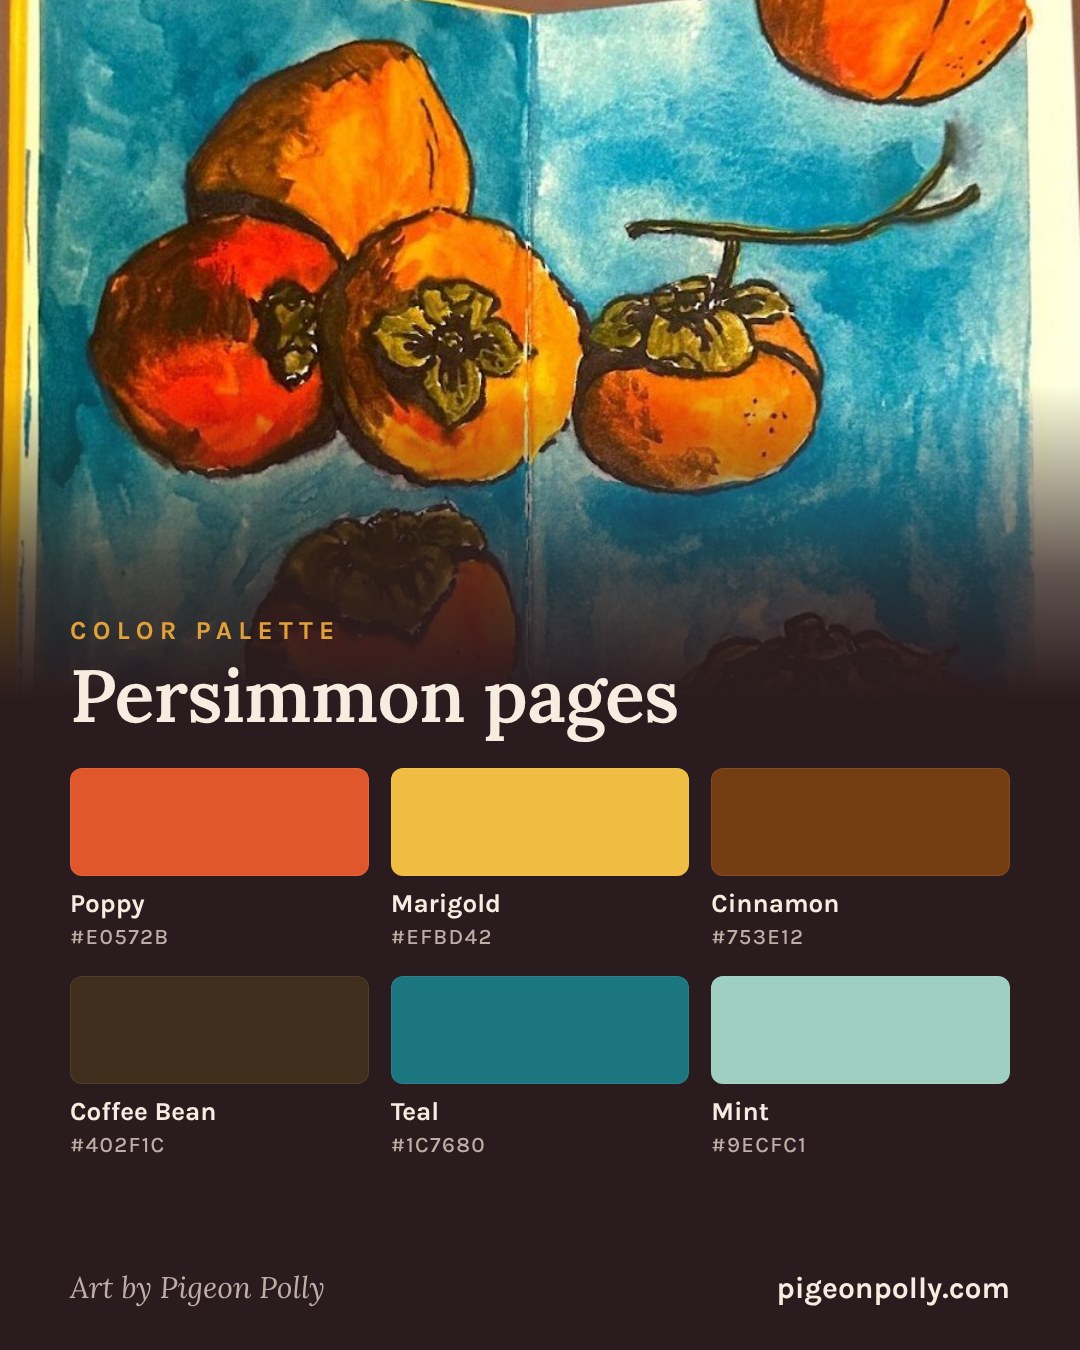 COLOR PALETTE
Persimmon pages
Poppy
#E0572B
Marigold
#EFBD42
Cinnamon
#753E12
Coffee Bean
#402F1C
Teal
#1C7680
Mint
#9ECFC1
Art by Pigeon Polly
pigeonpolly.com